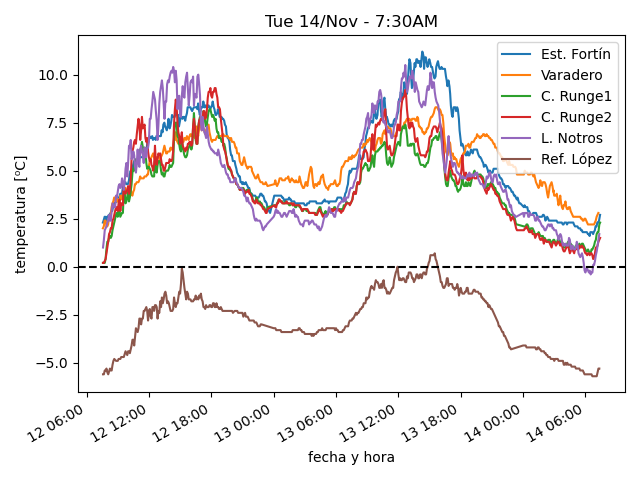 Tue 14/Nov - 7:30AM
temperatura [ºC]
10.0
7.5
5.0
2.5
0.0
−2.5
−5.0
Est. Fortín
Varadero
C. Runge1
C. Runge2
L. Notros
Ref. López
12 06:00
12 12:00
12 18:00
13 00:00
13 06:00
13 12:00
13 18:00
14 00:00
14 06:00
fecha y hora